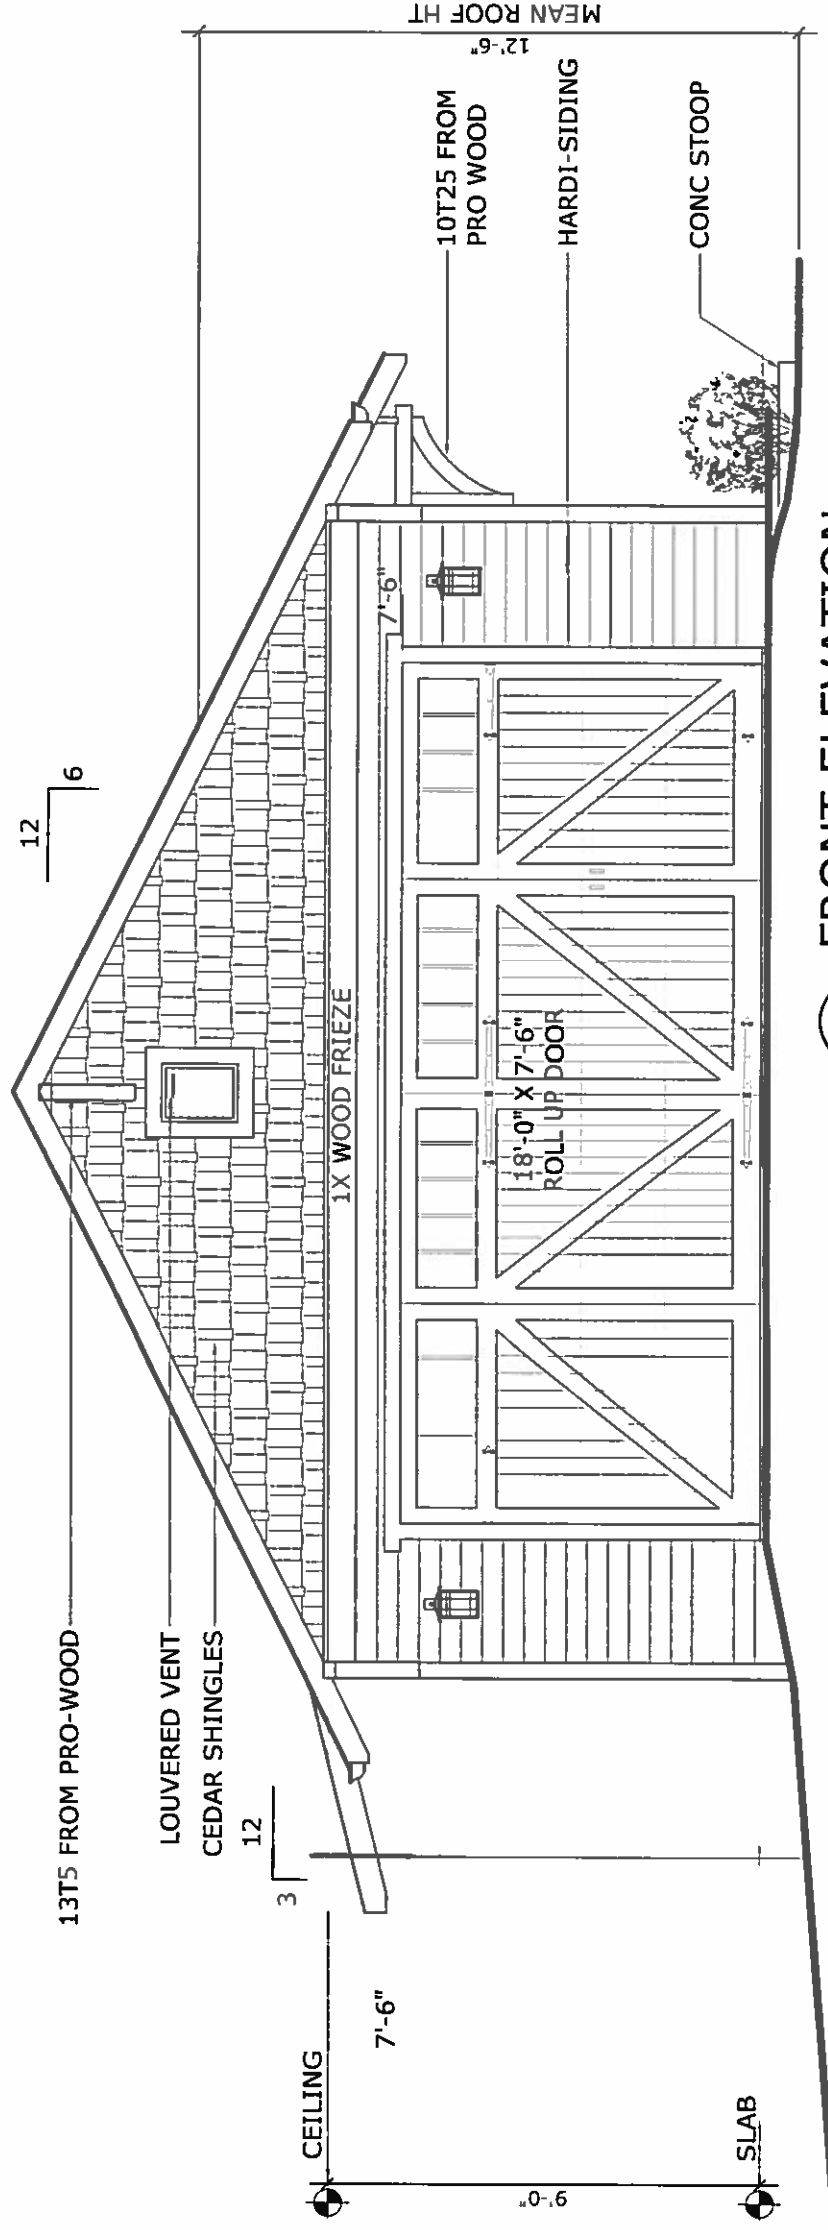 13T5 FROM PRO-WOOD
LOUVERED VENT
CEDAR SHINGLES
12
3
12
6
CEILING
7'-6"
SLAB
9'-0"
1X WOOD FRIEZE
7'-6"
18'-0" X 7'-6"
ROLL UP DOOR
10T25 FROM
PRO WOOD
HARDI-SIDING
CONC STOOP
12'-6"
MEAN ROOF HT
FRONT ELEVATION